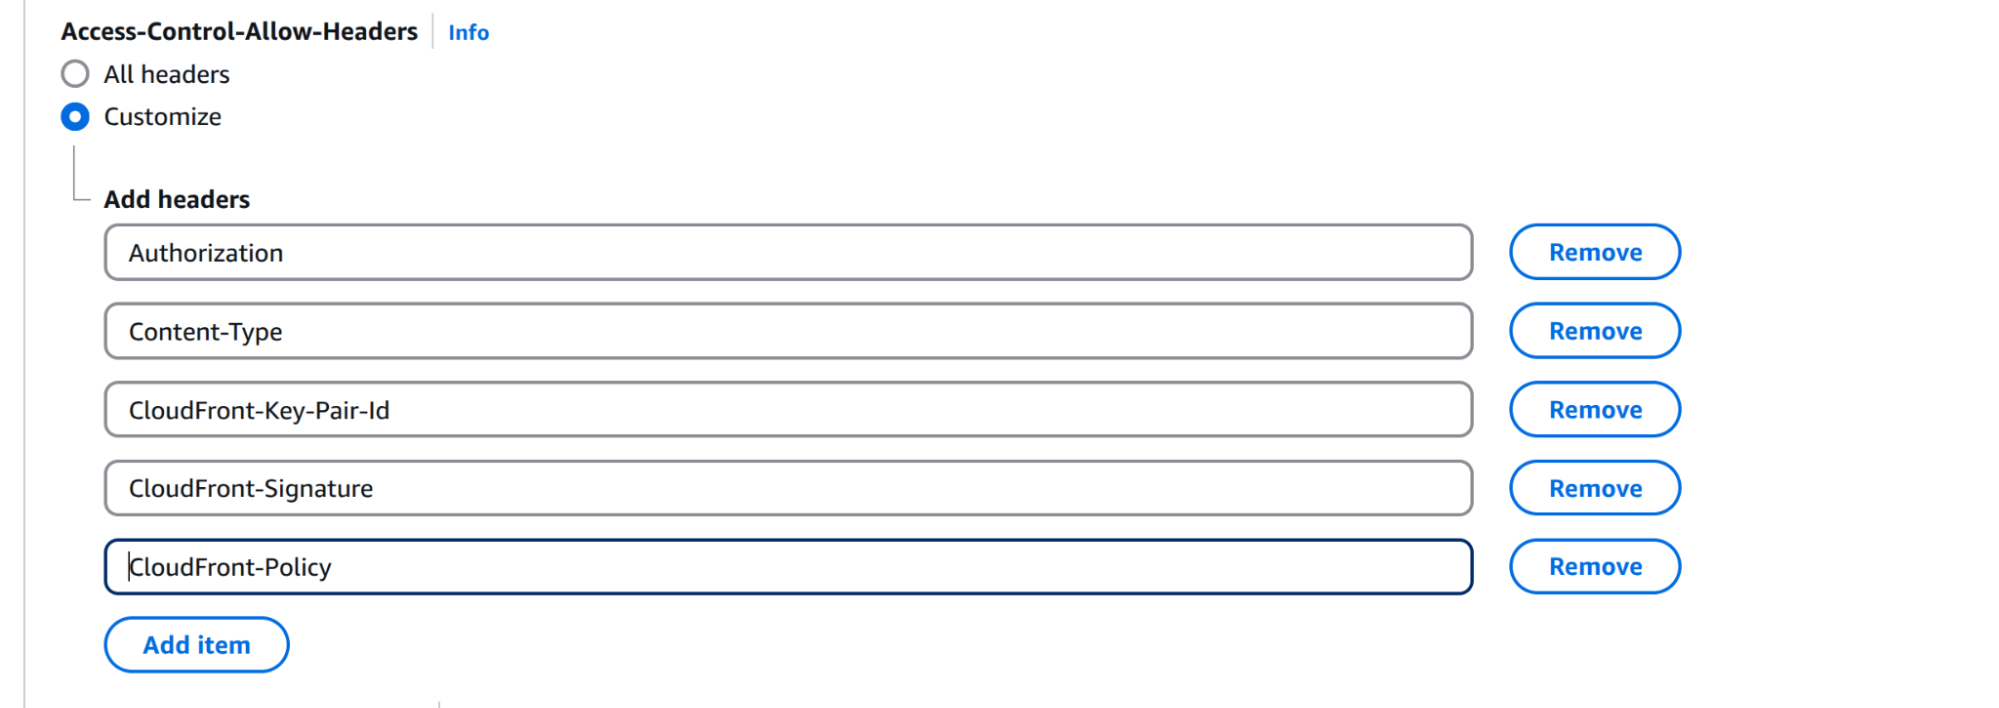 Access-Control-Allow-Headers Info
All headers
Customize
Add headers
Authorization Remove
Content-Type Remove
CloudFront-Key-Pair-Id Remove
CloudFront-Signature Remove
CloudFront-Policy Remove
Add item